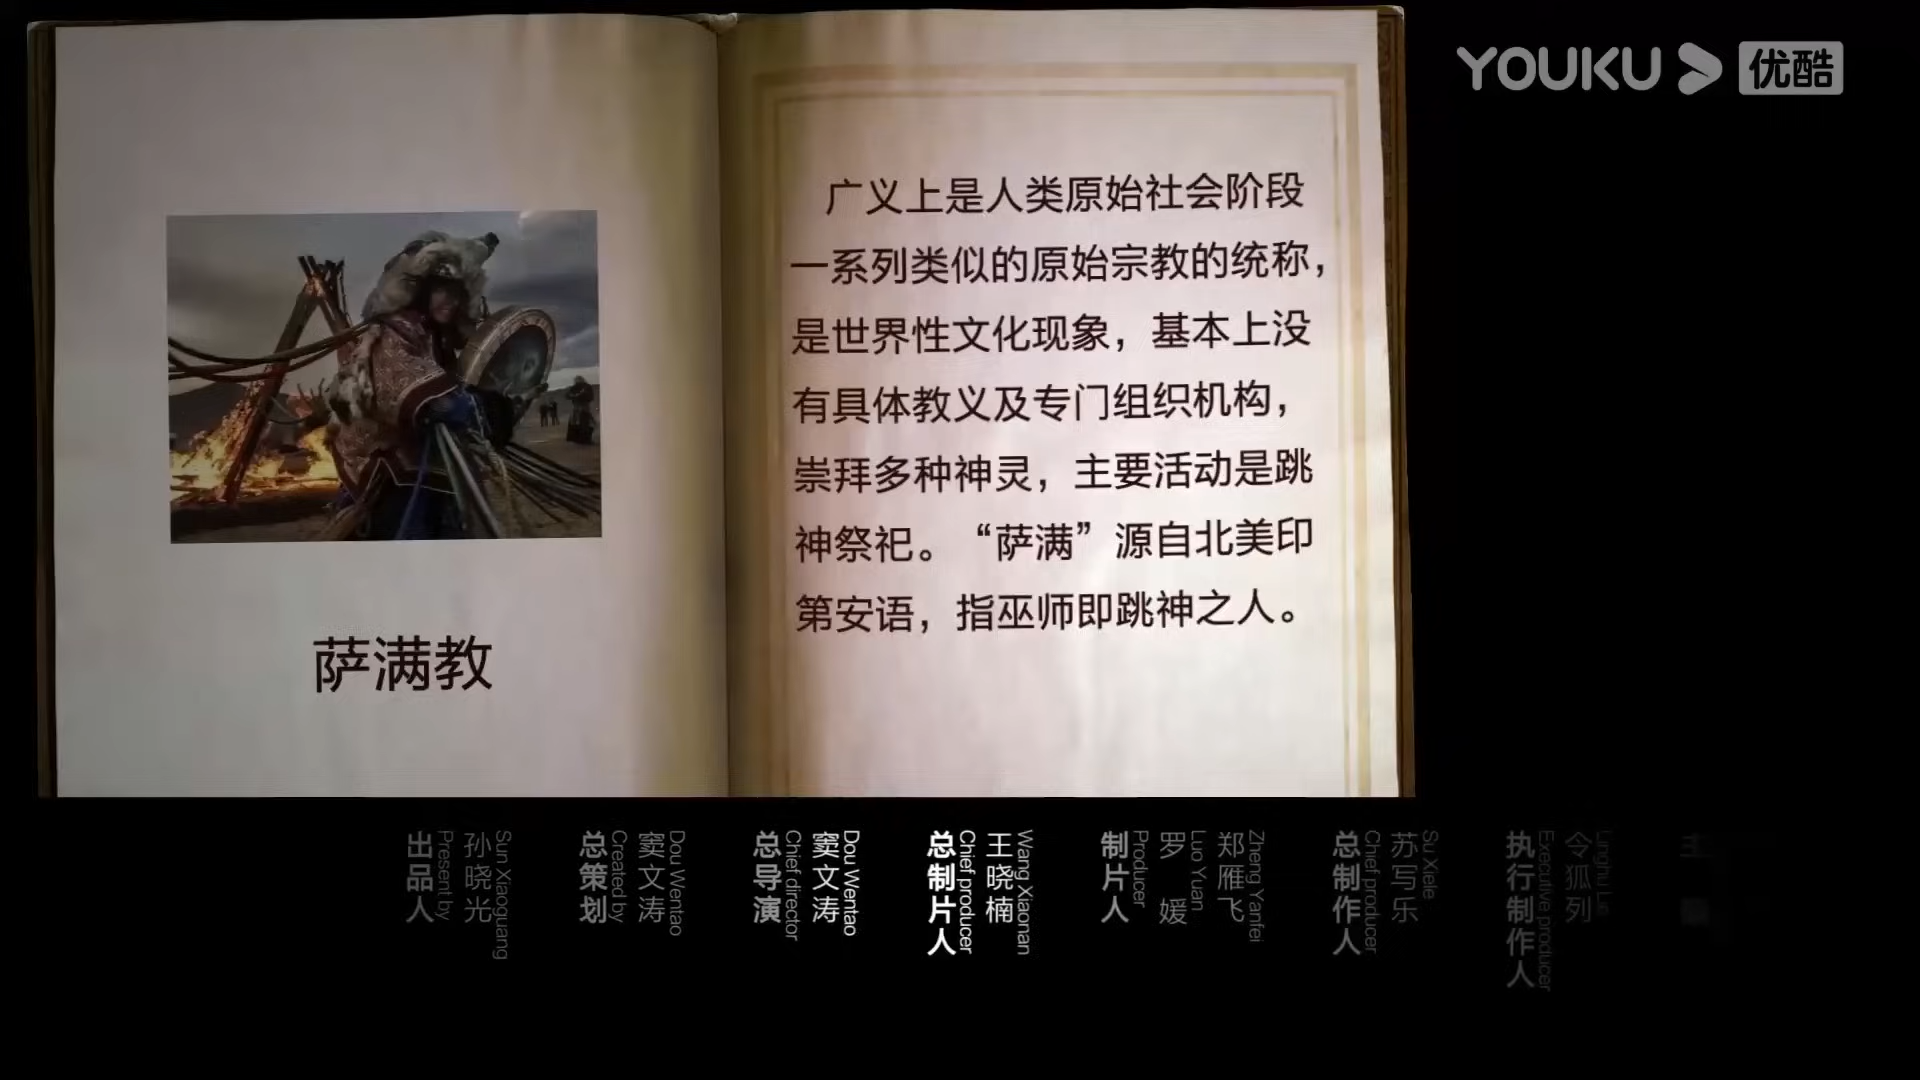 YOUKU 优酷
广义上是人类原始社会阶段
一系列类似的原始宗教的统称，
是世界性文化现象，基本上没
有具体教义及专门组织机构，
崇拜多种神灵，主要活动是跳
神祭祀。“萨满”源自北美印
第安语，指巫师即跳神之人。
萨满教
出品人
Present by
孙晓光
Sun Xiaoguang
总策划
Created by
窦文涛
Dou Wentao
总导演
Chief director
窦文涛
Dou Wentao
总制片人
Chief producer
王晓楠
Wang Xiaonan
制片人
Producer
罗媛
Luo Yuan
郑雁飞
Zheng Yanfei
总制作人
Chief producer
苏写乐
Su Xiele
执行制作人
Executive producer
令狐列